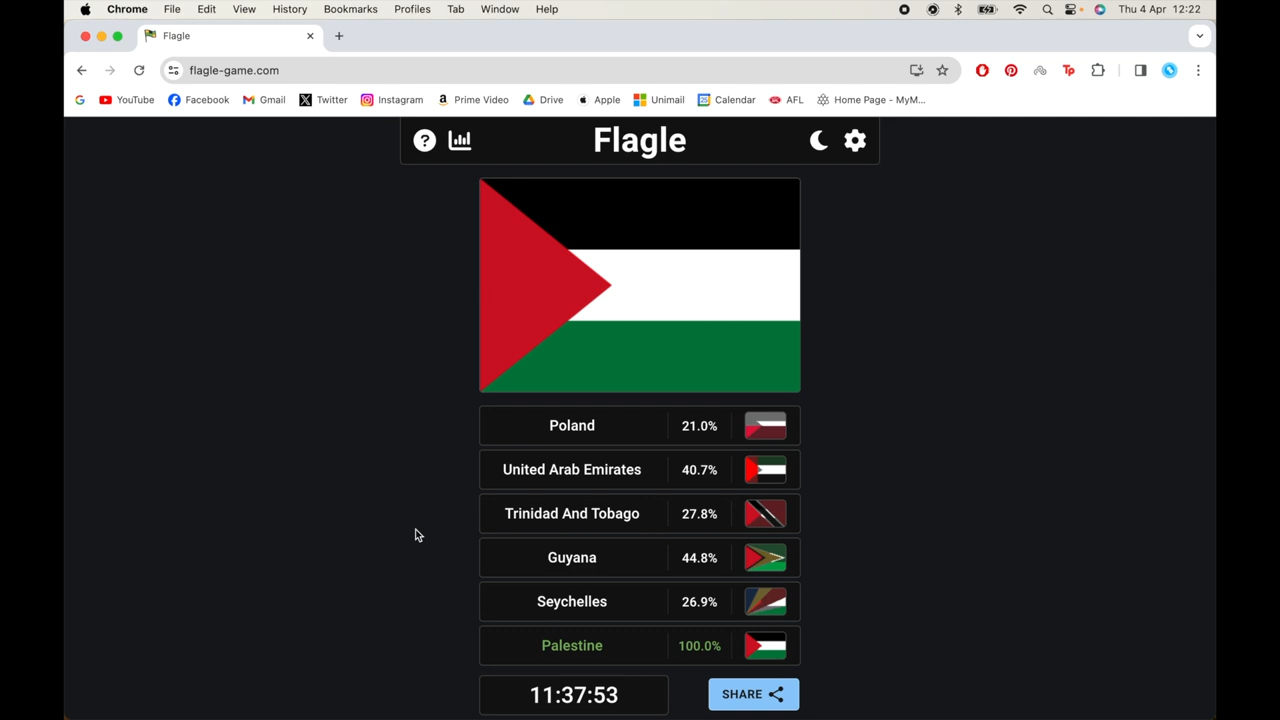 Chrome File Edit View History Bookmarks Profiles Tab Window Help Thu 4 Apr 12:22
Flagle
flagle-game.com
G YouTube Facebook Gmail X Twitter Instagram a Prime Video Drive Apple Unimail Calendar AFL Home Page - MyM...
? Flagle
Poland 21.0%
United Arab Emirates 40.7%
Trinidad And Tobago 27.8%
Guyana 44.8%
Seychelles 26.9%
Palestine 100.0%
11:37:53 SHARE